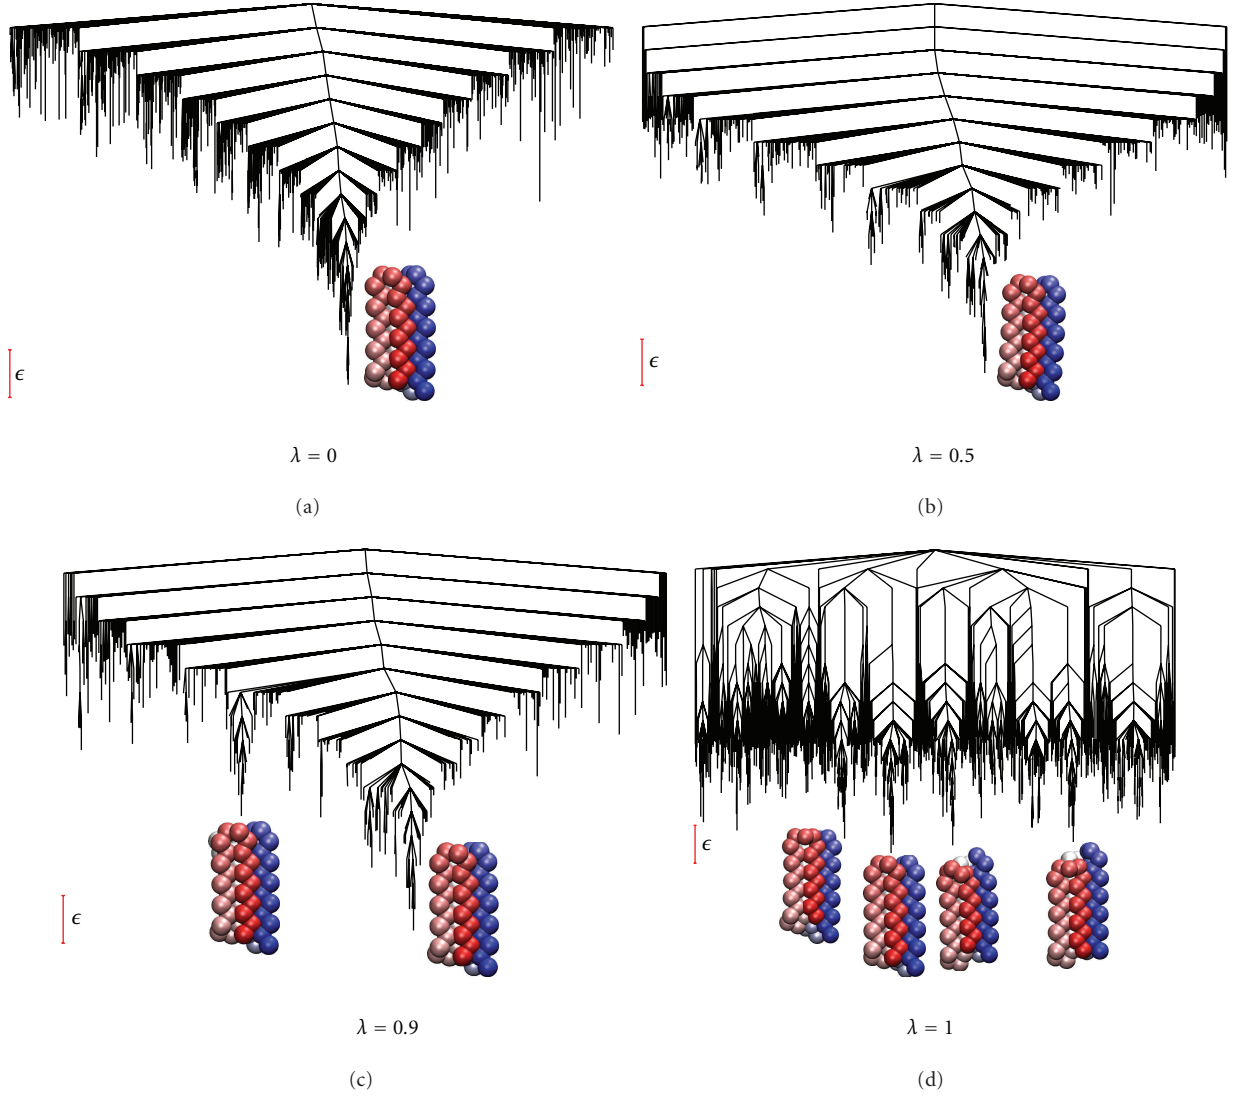 ϵ
ϵ
λ = 0
λ = 0.5
(a)
(b)
ϵ
ϵ
λ = 0.9
λ = 1
(c)
(d)